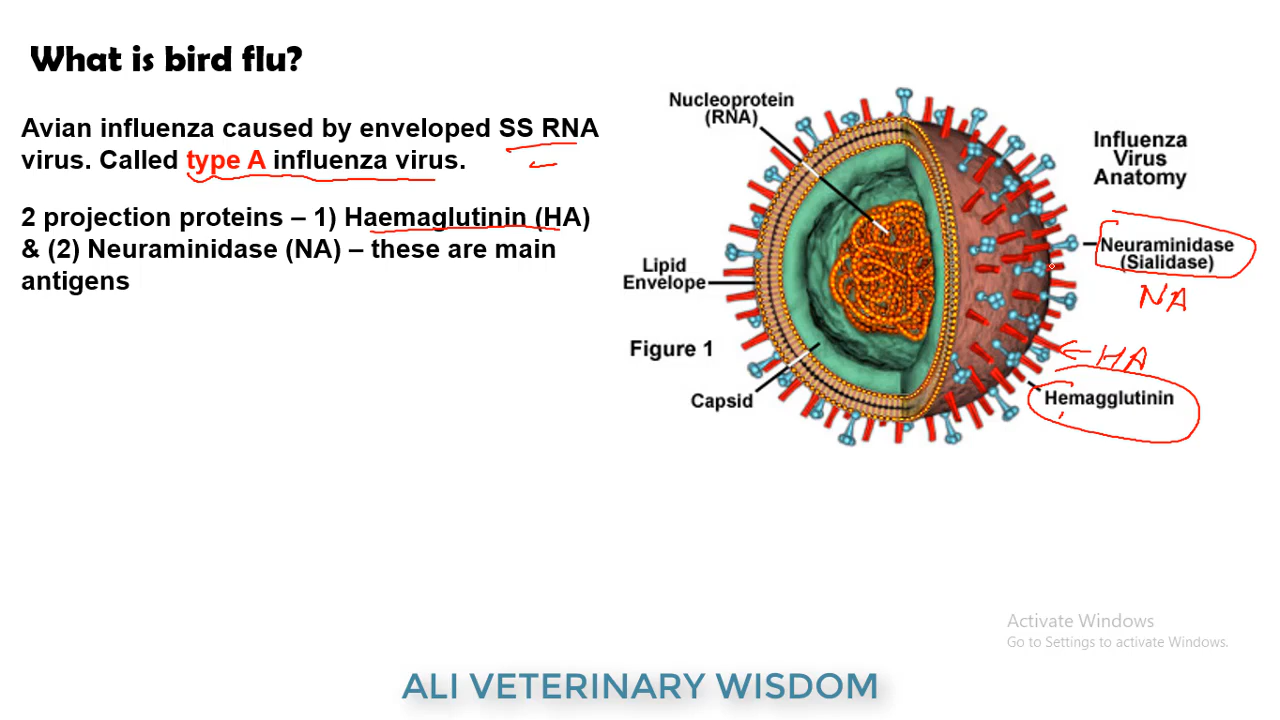 What is bird flu?
Avian influenza caused by enveloped SS RNA
virus. Called type A influenza virus.
2 projection proteins – 1) Haemaglutinin (HA)
& (2) Neuraminidase (NA) – these are main
antigens
Nucleoprotein
(RNA)
Influenza
Virus
Anatomy
Neuraminidase
(Sialidase)
NA
Lipid
Envelope
Figure 1
HA
Capsid
Hemagglutinin
Activate Windows
Go to Settings to activate Windows.
ALI VETERINARY WISDOM